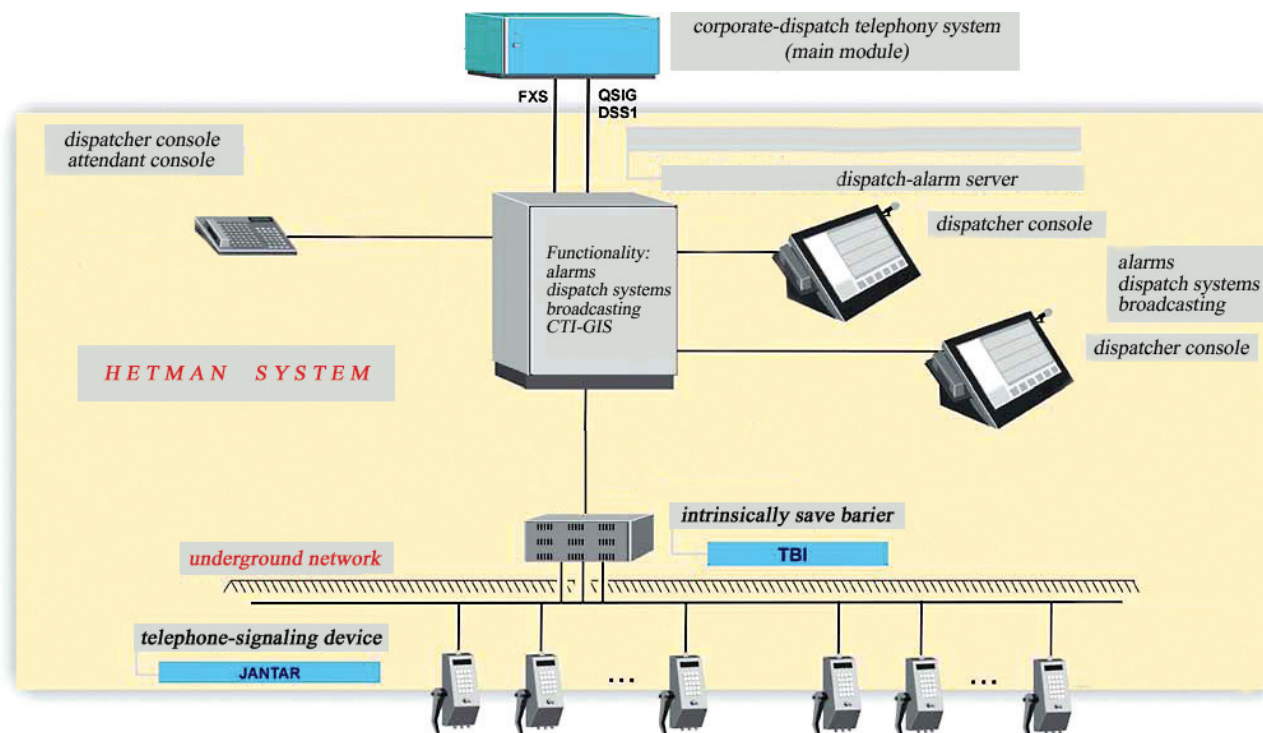 corporate-dispatch telephony system
(main module)
FXS
QSIG
DSS1
dispatcher console
attendant console
dispatch-alarm server
dispatcher console
Functionality:
alarms
dispatch systems
broadcasting
CTI-GIS
alarms
dispatch systems
broadcasting
dispatcher console
HETMAN SYSTEM
intrinsically save barier
TBI
underground network
telephone-signaling device
JANTAR
...
...